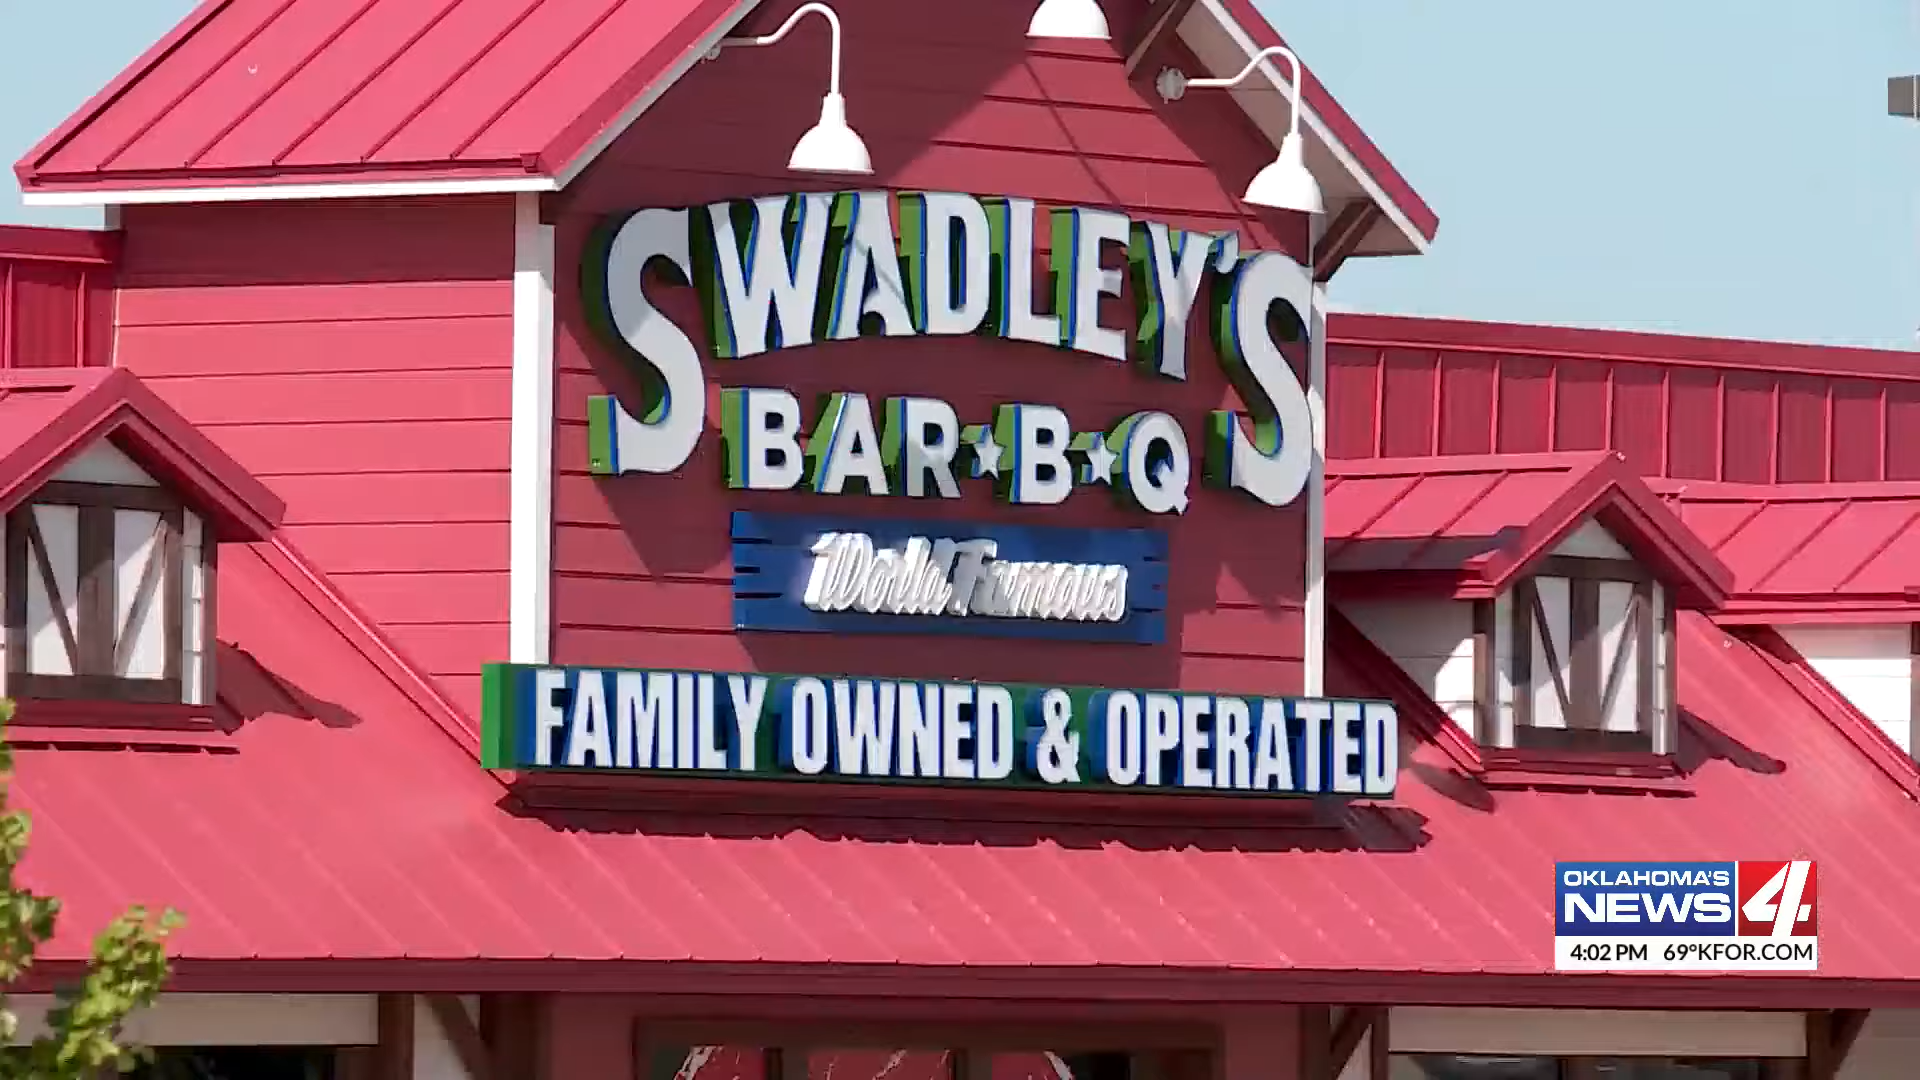 SWADLEY'S
BAR★B★Q
World Famous
FAMILY OWNED & OPERATED
OKLAHOMA'S
NEWS 4
4:02 PM 69° KFOR.COM